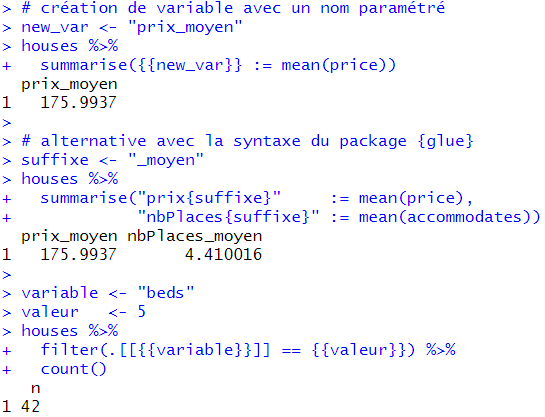 > # création de variable avec un nom paramétré
> new_var <- "prix_moyen"
> houses %>%
+   summarise({{new_var}} := mean(price))
  prix_moyen
1   175.9937
>
> # alternative avec la syntaxe du package {glue}
> suffixe <- "_moyen"
> houses %>%
+   summarise("prix{suffixe}"     := mean(price),
+             "nbPlaces{suffixe}" := mean(accommodates))
  prix_moyen nbPlaces_moyen
1   175.9937       4.410016
>
> variable <- "beds"
> valeur   <- 5
> houses %>%
+   filter(.[[{{variable}}]] == {{valeur}}) %>%
+   count()
   n
1 42